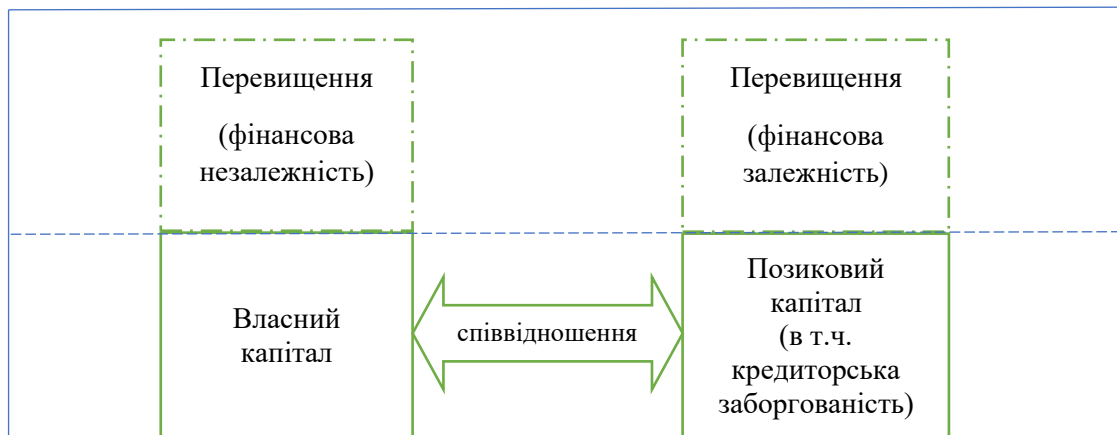 Перевищення
(фінансова
незалежність)
Перевищення
(фінансова
залежність)
Власний
капітал
співвідношення
Позиковий
капітал
(в т.ч.
кредиторська
заборгованість)